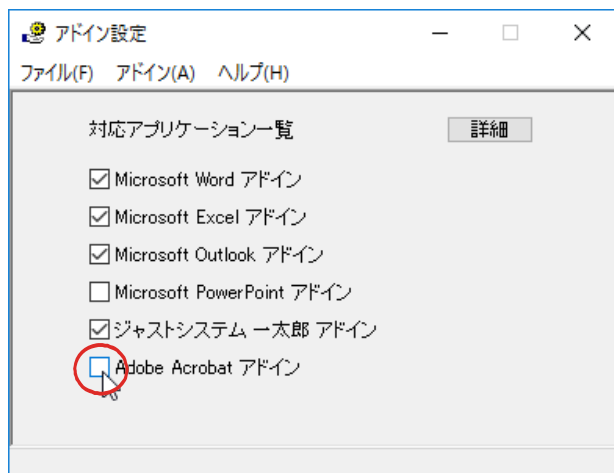 アドイン設定
ファイル(F) アドイン(A) ヘルプ(H)
対応アプリケーション一覧 詳細
Microsoft Word アドイン
Microsoft Excel アドイン
Microsoft Outlook アドイン
Microsoft PowerPoint アドイン
ジャストシステム 一太郎 アドイン
Adobe Acrobat アドイン